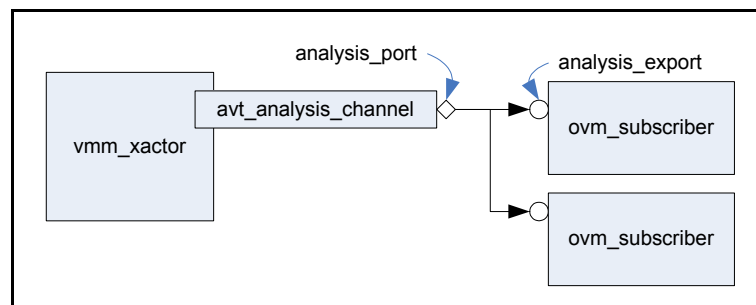 analysis_port
analysis_export
avt_analysis_channel
vmm_xactor
ovm_subscriber
ovm_subscriber